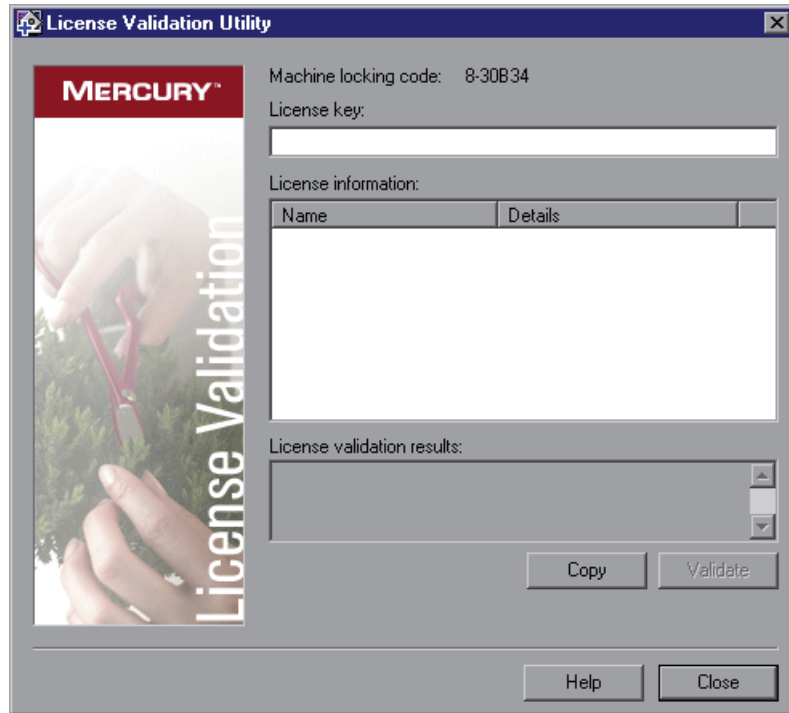 License Validation Utility
MERCURY™
License Validation
Machine locking code: 8-30B34
License key:
License information:
Name Details
License validation results:
Copy Validate
Help Close